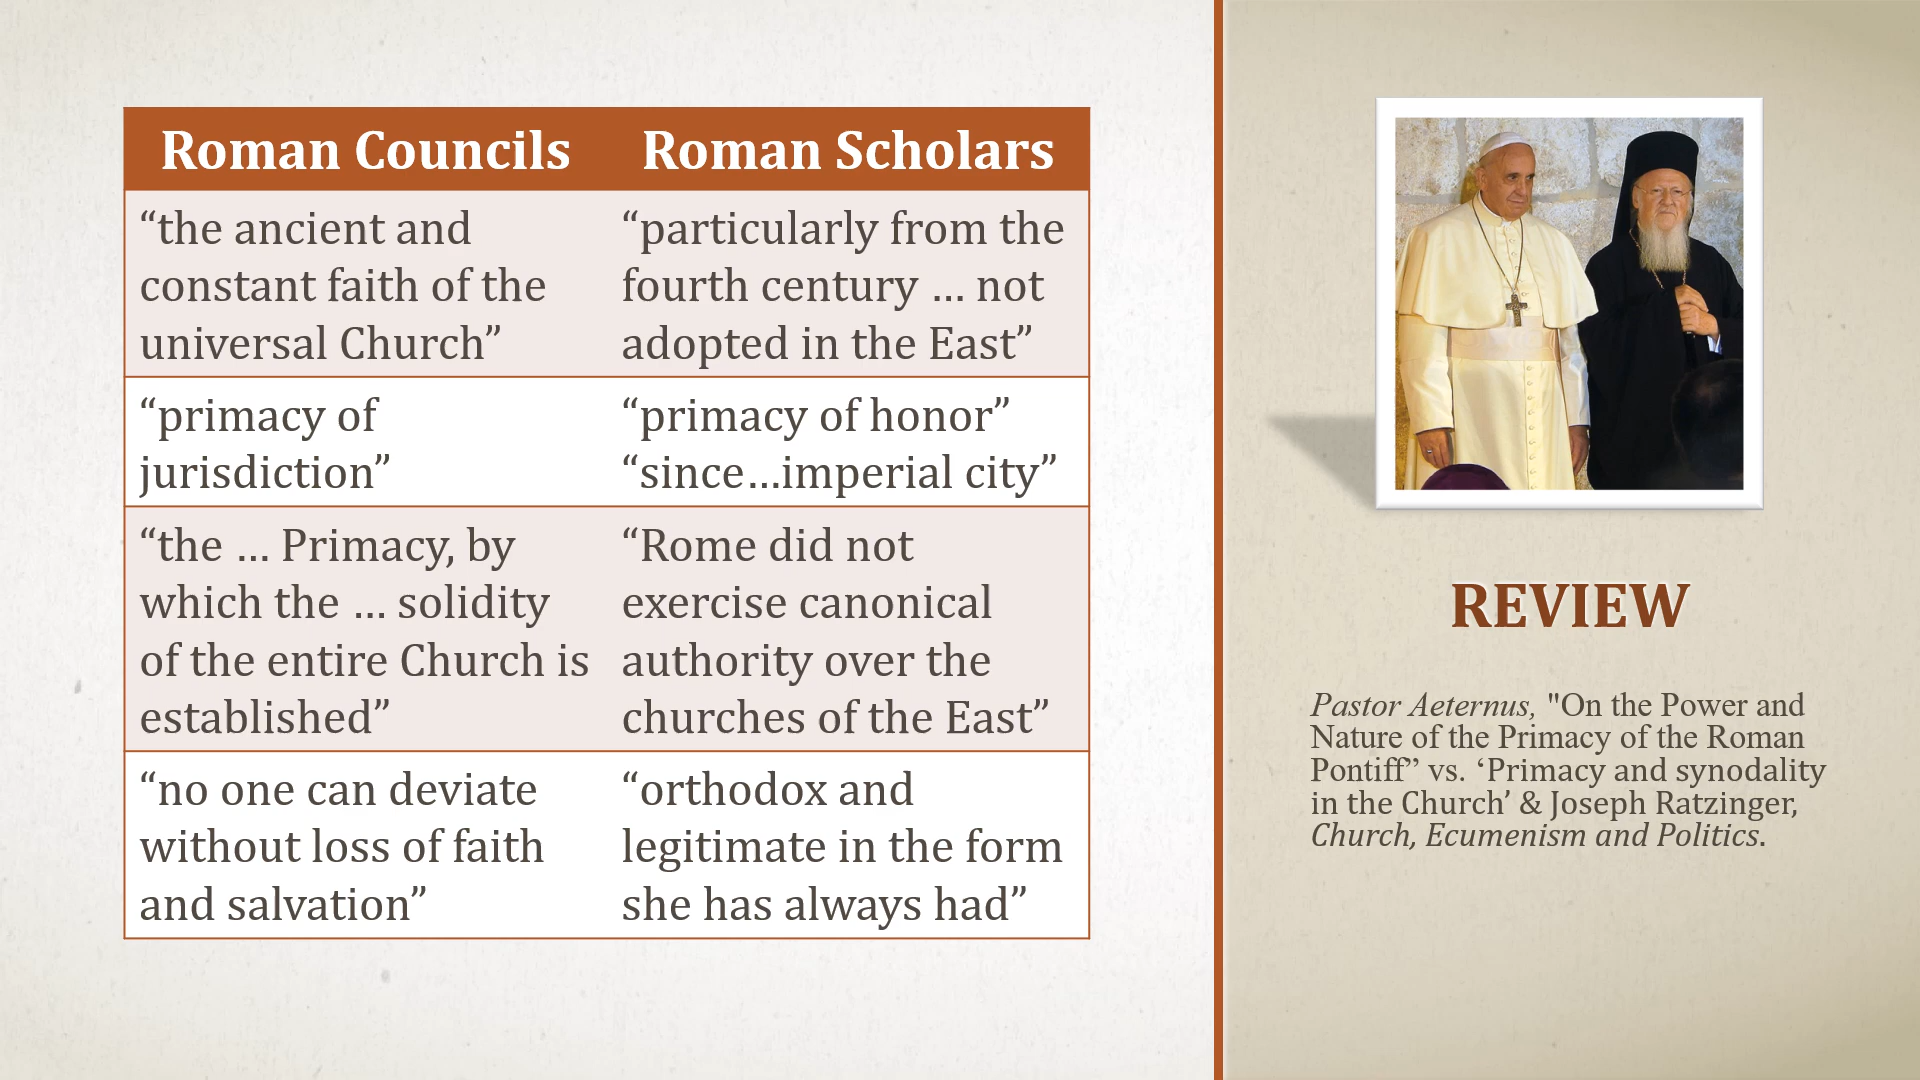 Roman Councils
Roman Scholars
“the ancient and
constant faith of the
universal Church”
“particularly from the
fourth century … not
adopted in the East”
“primacy of
jurisdiction”
“primacy of honor”
“since…imperial city”
“the … Primacy, by
which the … solidity
of the entire Church is
established”
“Rome did not
exercise canonical
authority over the
churches of the East”
“no one can deviate
without loss of faith
and salvation”
“orthodox and
legitimate in the form
she has always had”
REVIEW
Pastor Aeternus, "On the Power and
Nature of the Primacy of the Roman
Pontiff” vs. ‘Primacy and synodality
in the Church’ & Joseph Ratzinger,
Church, Ecumenism and Politics.